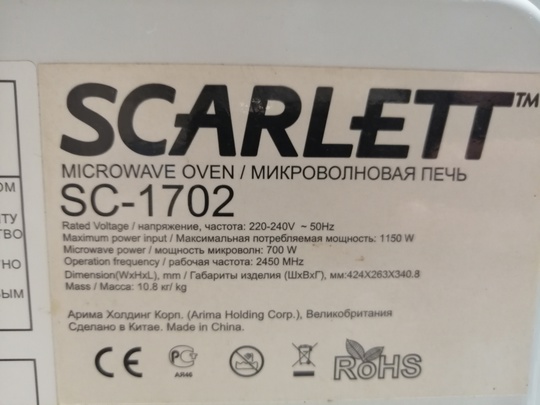 SCARLETT™
MICROWAVE OVEN / МИКРОВОЛНОВАЯ ПЕЧЬ
SC-1702
Rated Voltage / напряжение, частота: 220-240V ~ 50Hz
Maximum power input / Максимальная потребляемая мощность: 1150 W
Microwave power / мощность микроволн: 700 W
Operation frequency / рабочая частота: 2450 MHz
Dimension(WxHxL), mm / Габариты изделия (ШхВхГ), мм:424X263X340.8
Mass / Масса: 10.8 кг/ kg
Арима Холдинг Корп. (Arima Holding Corp.), Великобритания
Сделано в Китае. Made in China.
CE
АЯ46
RoHS